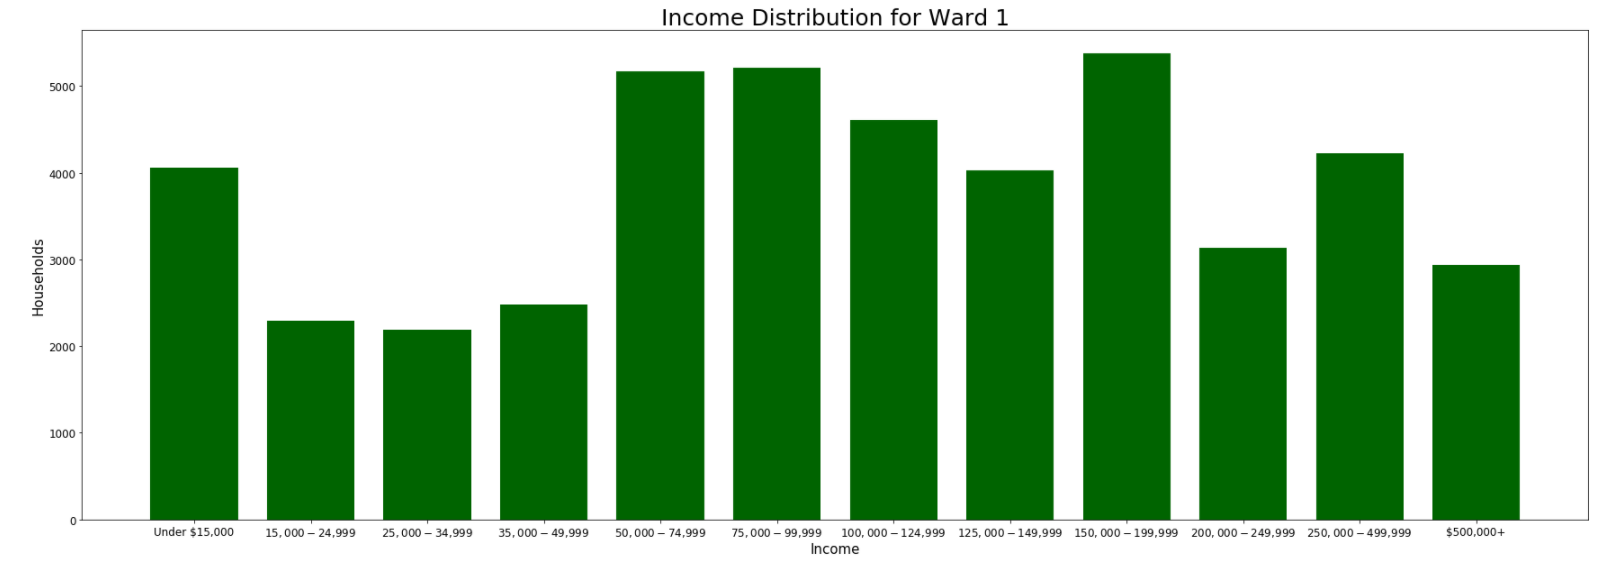 Income Distribution for Ward 1
Households
5000
4000
3000
2000
1000
0
Under $15,000 15,000 − 24,999 25,000 − 34,999 35,000 − 49,999 50,000 − 74,999 75,000 − 99,999 100,000 − 124,999 125,000 − 149,999 150,000 − 199,999 200,000 − 249,999 250,000 − 499,999 $500,000+
Income